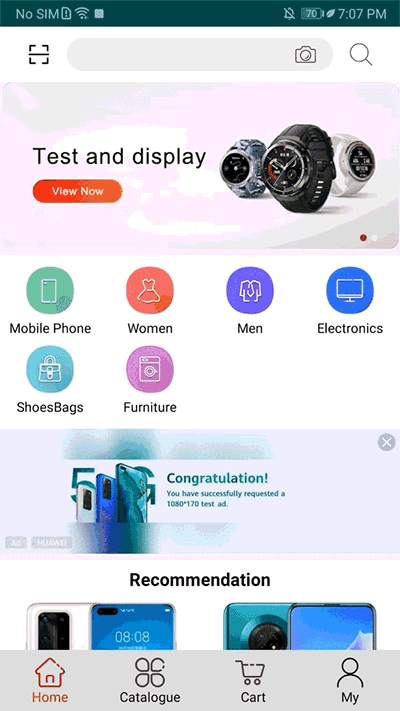 No SIM 70 7:07 PM
Test and display
View Now
Mobile Phone Women Men Electronics
ShoesBags Furniture
5G
Congratulation!
You have successfully requested a
1080*170 test ad.
Ad HUAWEI
Recommendation
08:08
Home Catalogue Cart My